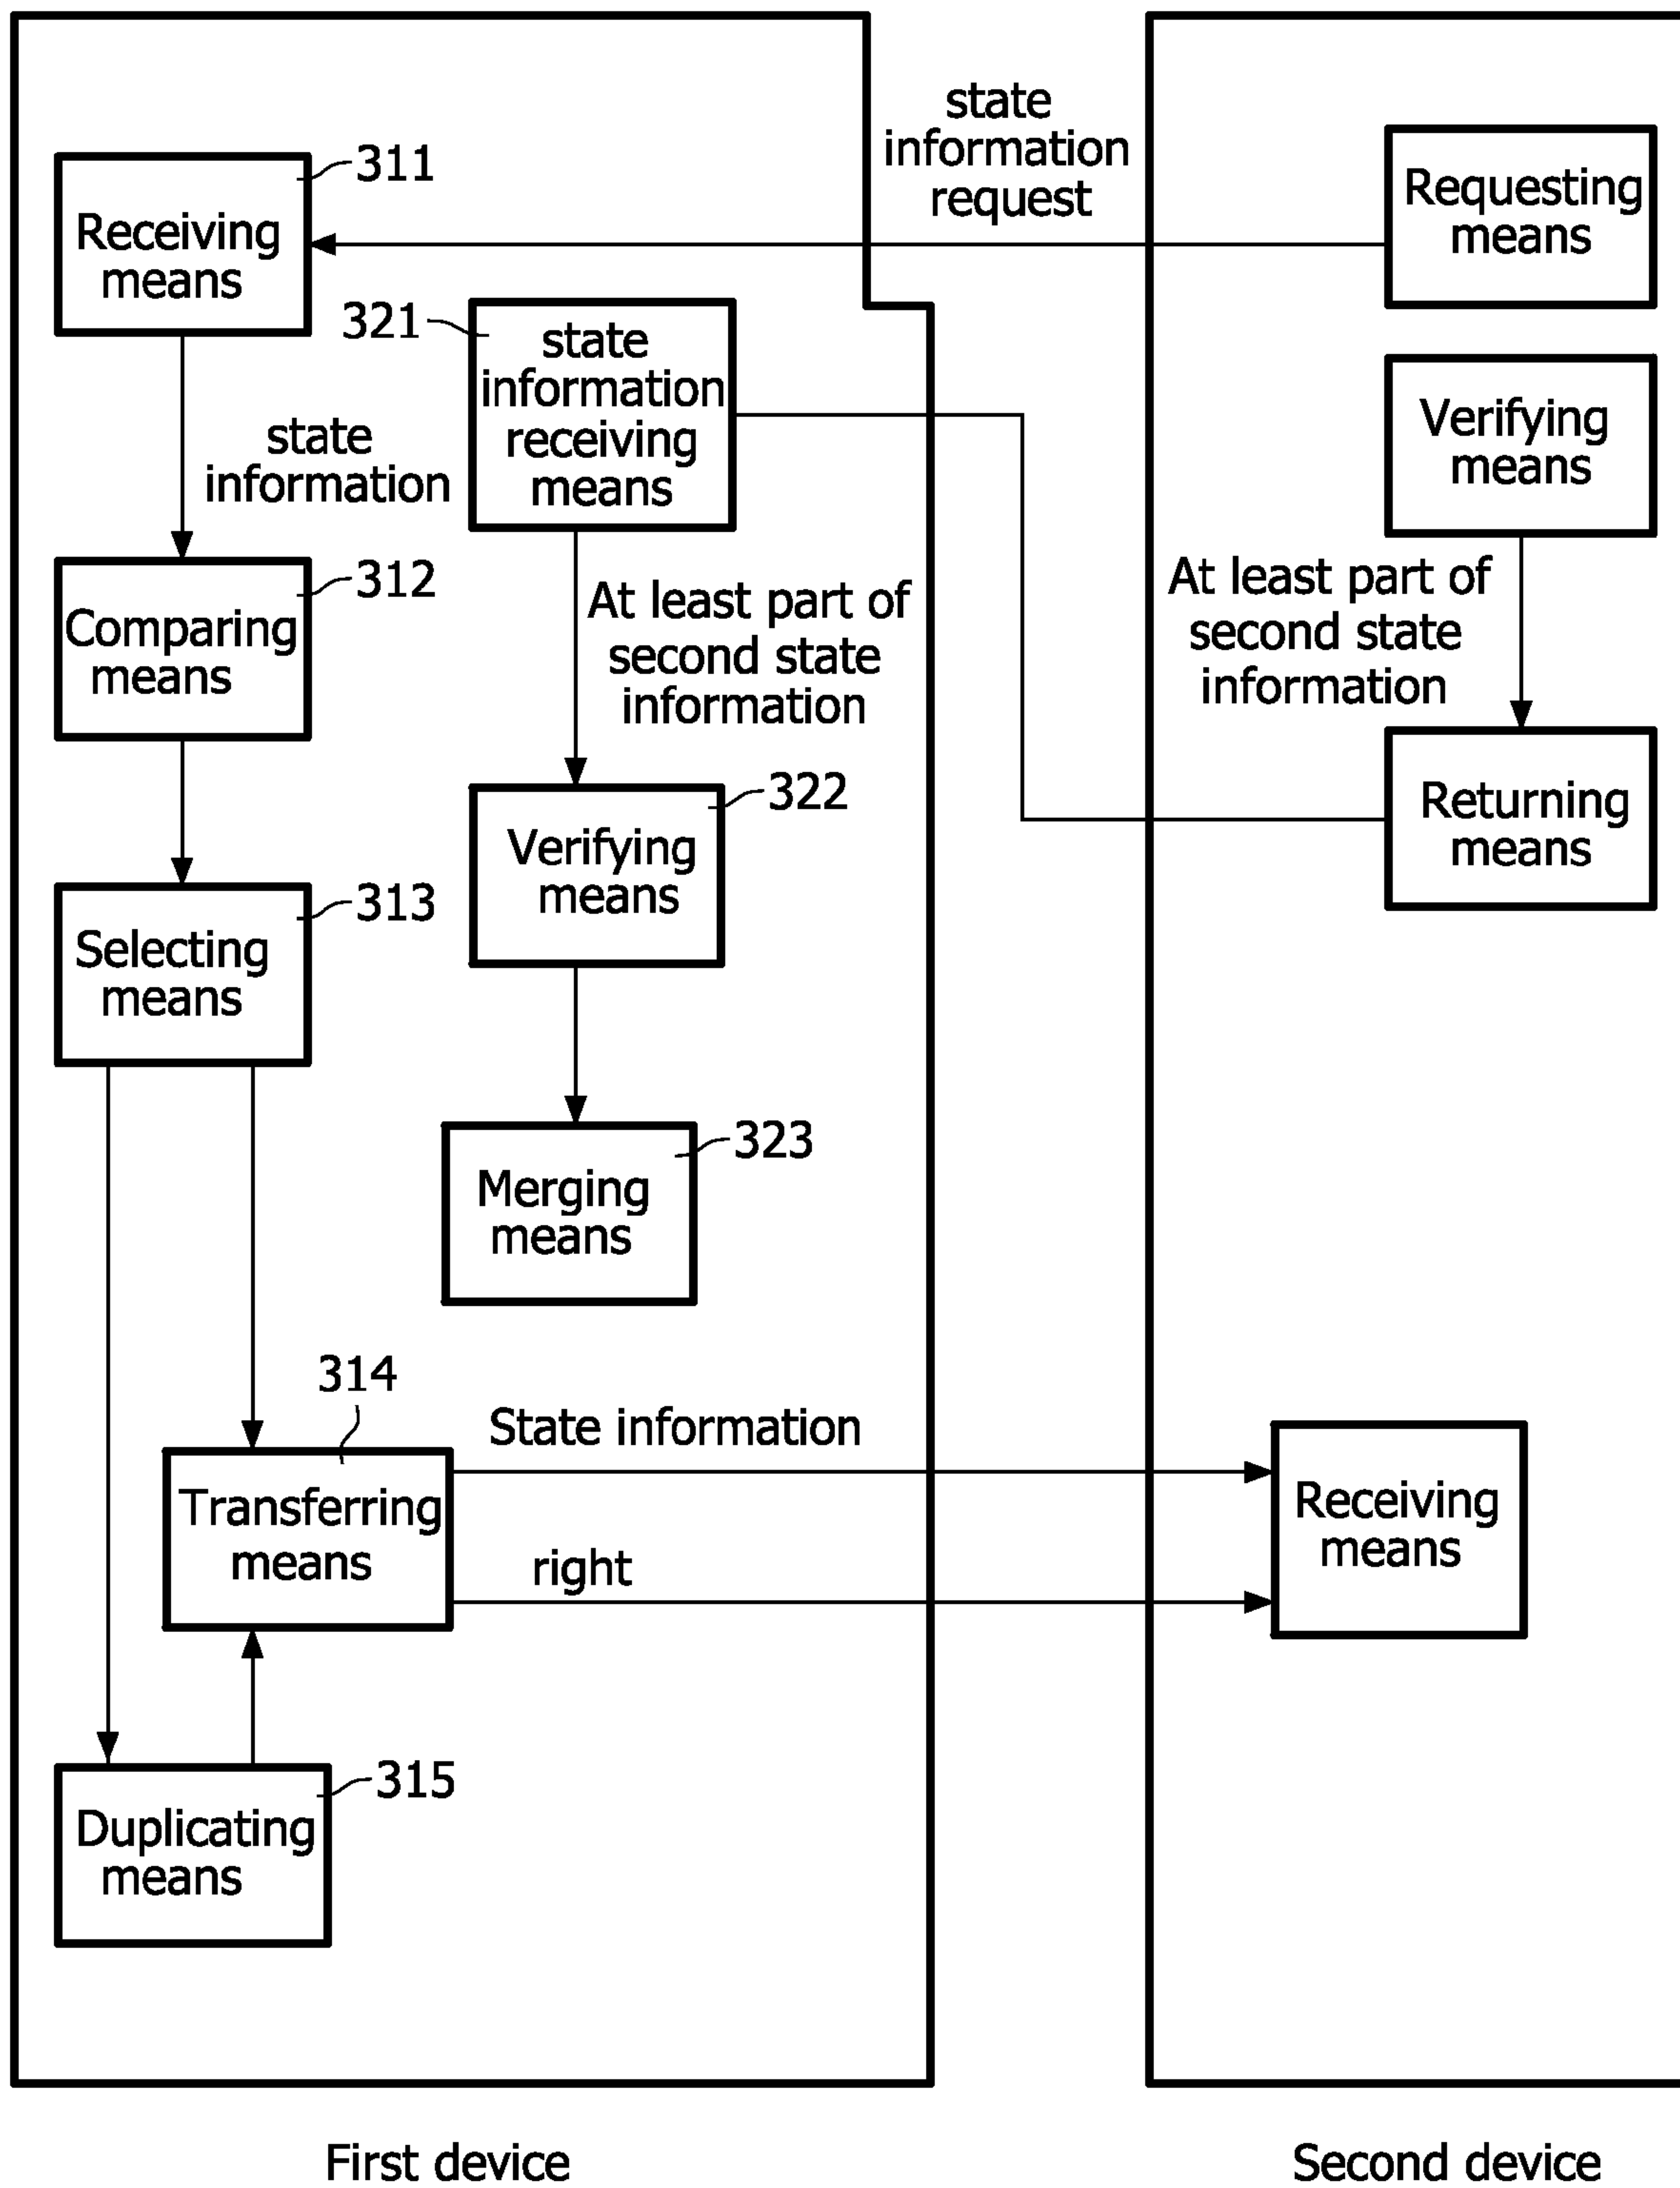 state
information
request
311
Receiving
means
Requesting
means
321
state
information
receiving
means
state
information
Verifying
means
312
Comparing
means
At least part of
second state
information
At least part of
second state
information
322
Verifying
means
Returning
means
313
Selecting
means
323
Merging
means
314
Transferring
means
State information
right
Receiving
means
315
Duplicating
means
First device
Second device